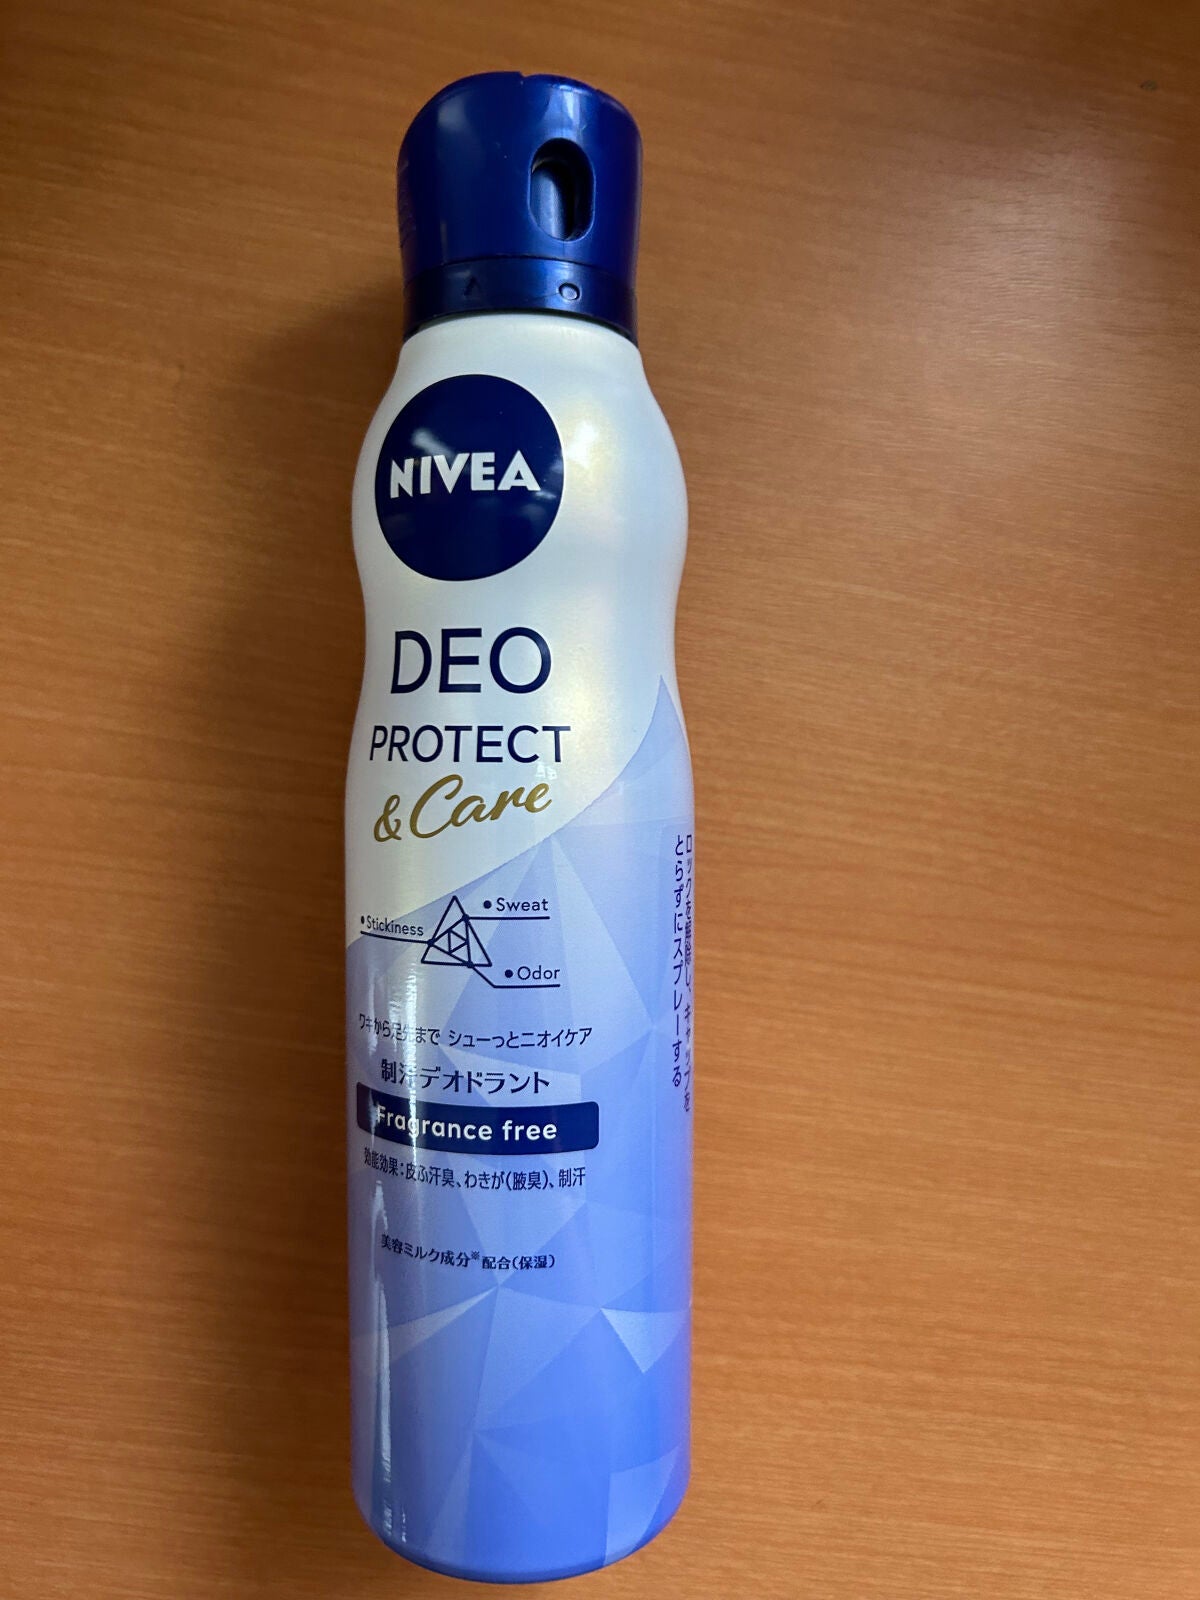 NIVEA
DEO
PROTECT
& Care
• Sweat
• Stickiness
• Odor
ワキから足先まで シューっとニオイケア
制汗デオドラント
Fragrance free
効能効果：皮ふ汗臭、わきが（腋臭）、制汗
美容ミルク成分※配合（保湿）
ロックを解除し、キャップを
とらずにスプレーする